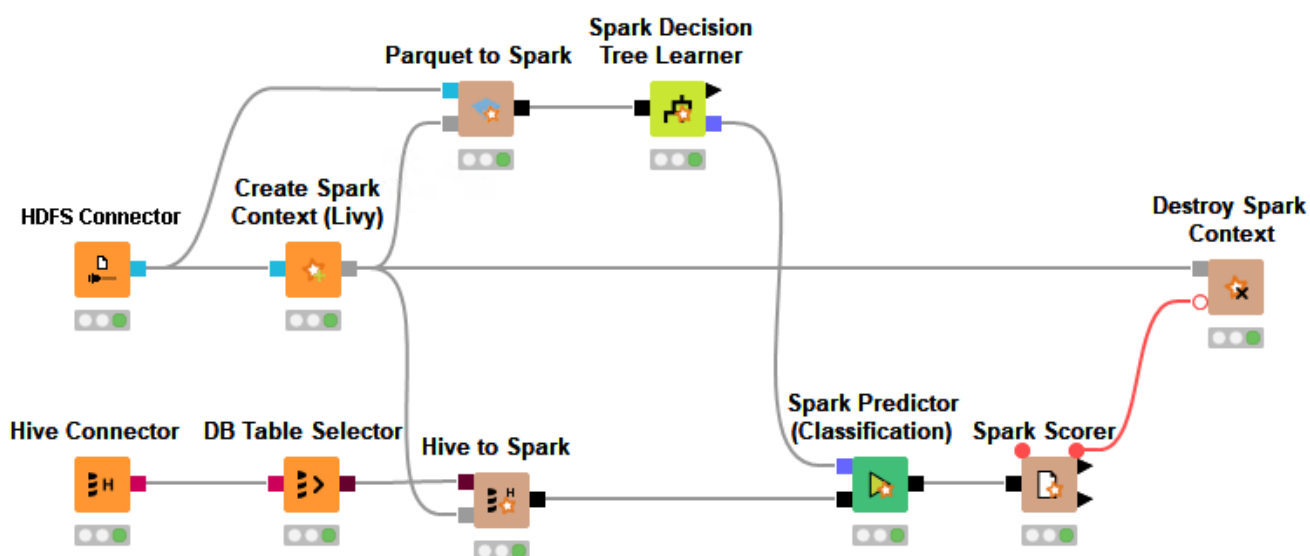 Spark Decision
Tree Learner
Parquet to Spark
Create Spark
Context (Livy)
HDFS Connector
Destroy Spark
Context
Spark Predictor
(Classification)
Spark Scorer
Hive Connector
DB Table Selector
Hive to Spark
H
H